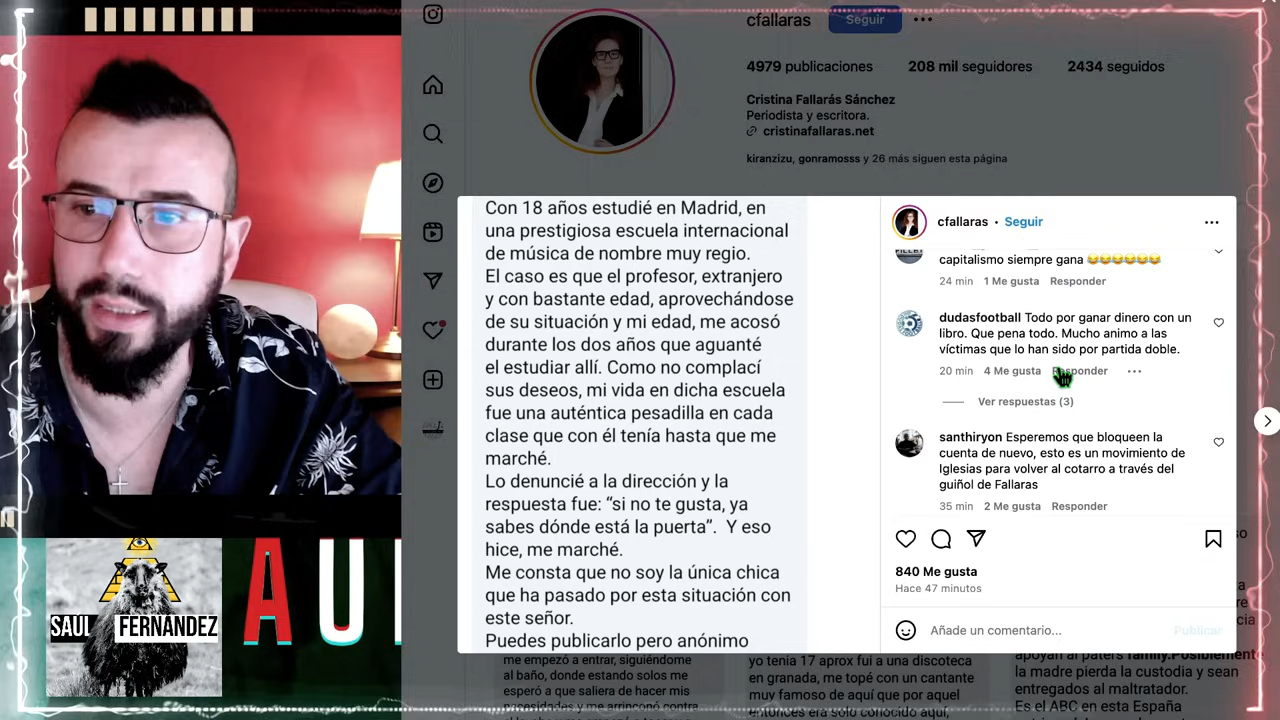 cfallaras
Seguir
4979 publicaciones
208 mil seguidores
2434 seguidos
Cristina Fallarás Sánchez
Periodista y escritora.
cristinafallaras.net
kiranzizu, gonramosss y 26 más siguen esta página
Con 18 años estudié en Madrid, en
una prestigiosa escuela internacional
de música de nombre muy regio.
El caso es que el profesor, extranjero
y con bastante edad, aprovechándose
de su situación y mi edad, me acosó
durante los dos años que aguanté
el estudiar allí. Como no complací
sus deseos, mi vida en dicha escuela
fue una auténtica pesadilla en cada
clase que con él tenía hasta que me
marché.
Lo denuncié a la dirección y la
respuesta fue: “si no te gusta, ya
sabes dónde está la puerta”.  Y eso
hice, me marché.
Me consta que no soy la única chica
que ha pasado por esta situación con
este señor.
Puedes publicarlo pero anónimo
cfallaras • Seguir
capitalismo siempre gana 😂😂😂😂😂😂
24 min 1 Me gusta Responder
dudasfootball Todo por ganar dinero con un
libro. Que pena todo. Mucho animo a las
víctimas que lo han sido por partida doble.
20 min 4 Me gusta Responder
Ver respuestas (3)
santhiryon Esperemos que bloqueen la
cuenta de nuevo, esto es un movimiento de
Iglesias para volver al cotarro a través del
guiñol de Fallaras
35 min 2 Me gusta Responder
840 Me gusta
Hace 47 minutos
Añade un comentario...
Publicar
me empezó a entrar, siguiéndome
al baño, donde estando solos me
esperó a que saliera de hacer mis
necesidades y me arrinconó contra
yo tenía 17 aprox fui a una discoteca
en granada, me topé con un cantante
muy famoso de aquí que por aquel
entonces era solo conocido aquí,
apoyan al paters family.Posiblemente
la madre pierda la custodia y sean
entregados al maltratador.
Es el ABC en esta España
SAÚL FERNÁNDEZ
A U